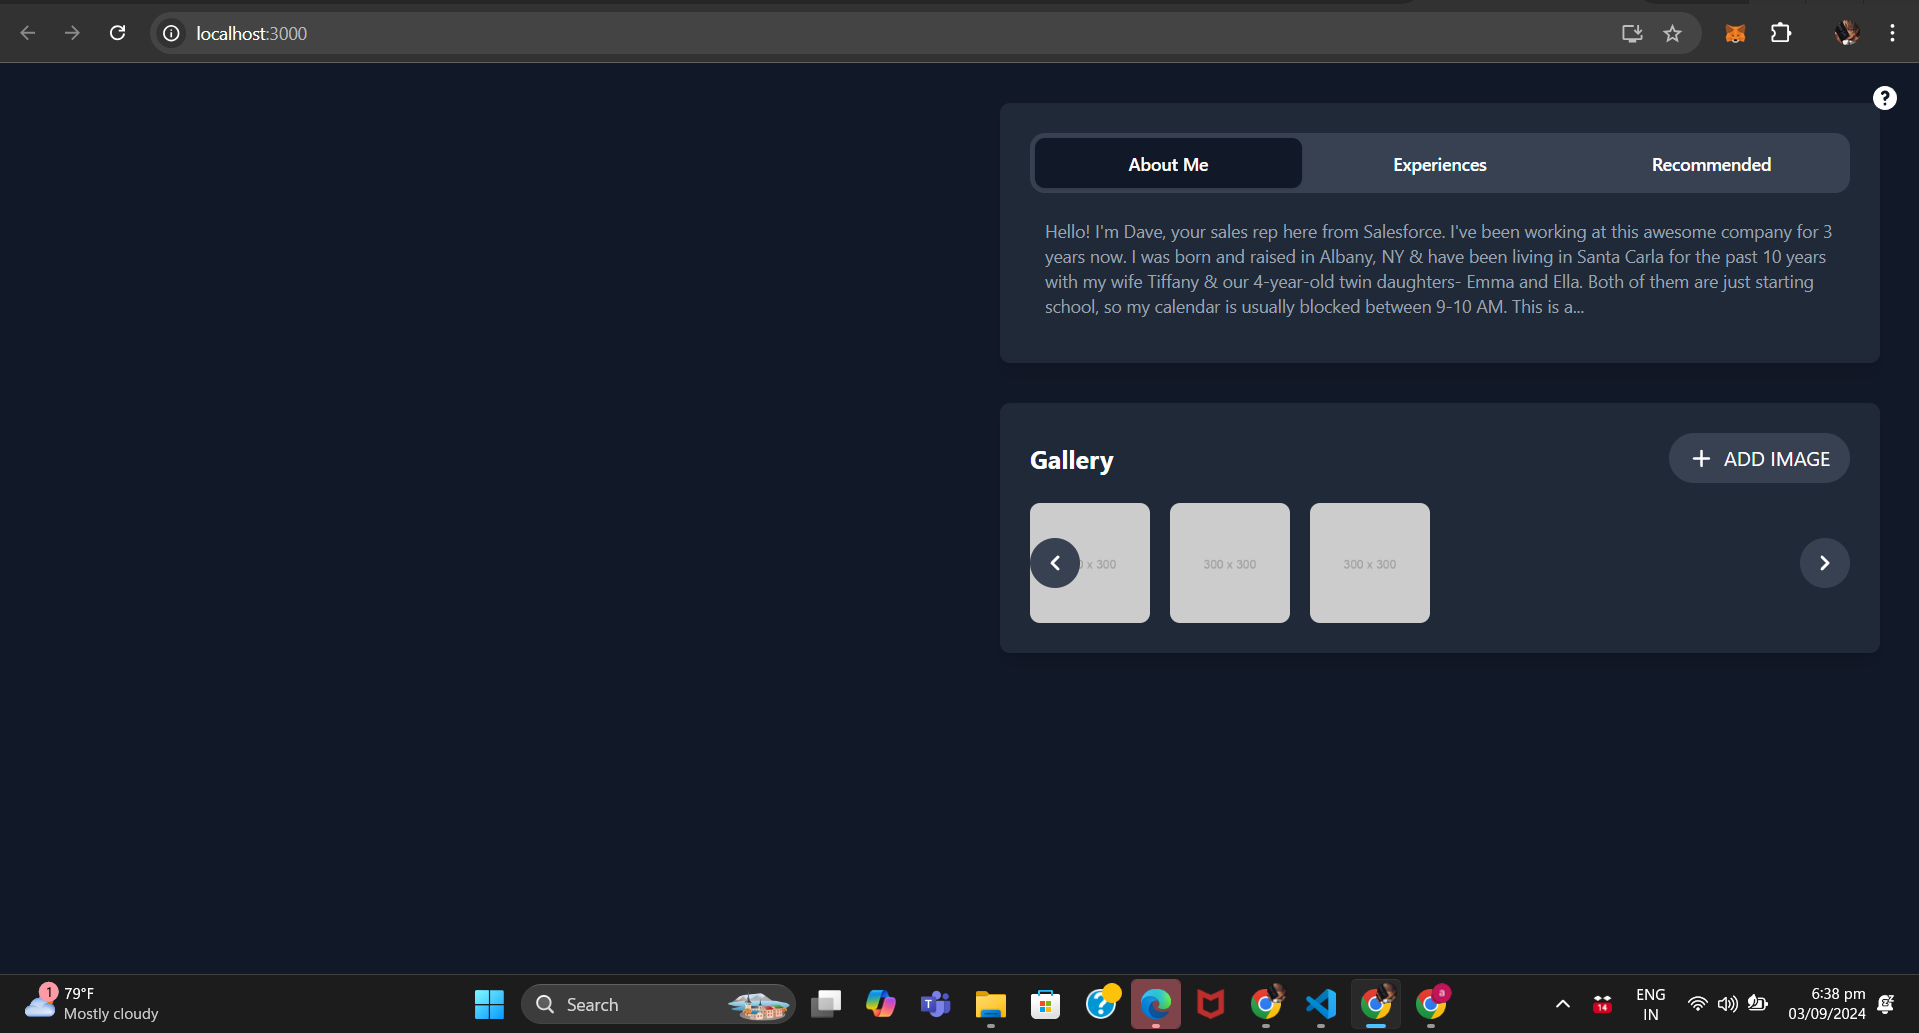 localhost:3000
?
About Me
Experiences
Recommended
Hello! I'm Dave, your sales rep here from Salesforce. I've been working at this awesome company for 3
years now. I was born and raised in Albany, NY & have been living in Santa Carla for the past 10 years
with my wife Tiffany & our 4-year-old twin daughters- Emma and Ella. Both of them are just starting
school, so my calendar is usually blocked between 9-10 AM. This is a...
Gallery
+ ADD IMAGE
x 300
300 x 300
300 x 300
1
79°F
Mostly cloudy
Search
14
ENG
IN
6:38 pm
03/09/2024